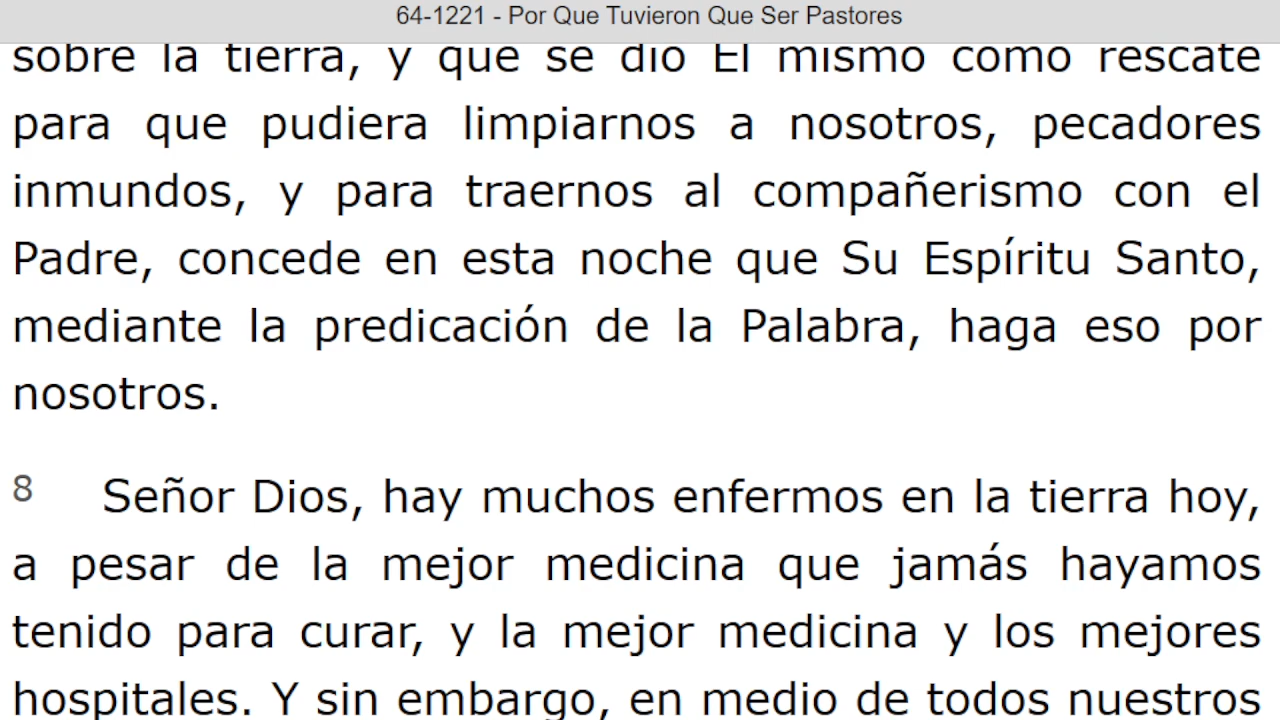 64-1221 - Por Que Tuvieron Que Ser Pastores
sobre la tierra, y que se dio Él mismo como rescate
para que pudiera limpiarnos a nosotros, pecadores
inmundos, y para traernos al compañerismo con el
Padre, concede en esta noche que Su Espíritu Santo,
mediante la predicación de la Palabra, haga eso por
nosotros.
8 Señor Dios, hay muchos enfermos en la tierra hoy,
a pesar de la mejor medicina que jamás hayamos
tenido para curar, y la mejor medicina y los mejores
hospitales. Y sin embargo, en medio de todos nuestros